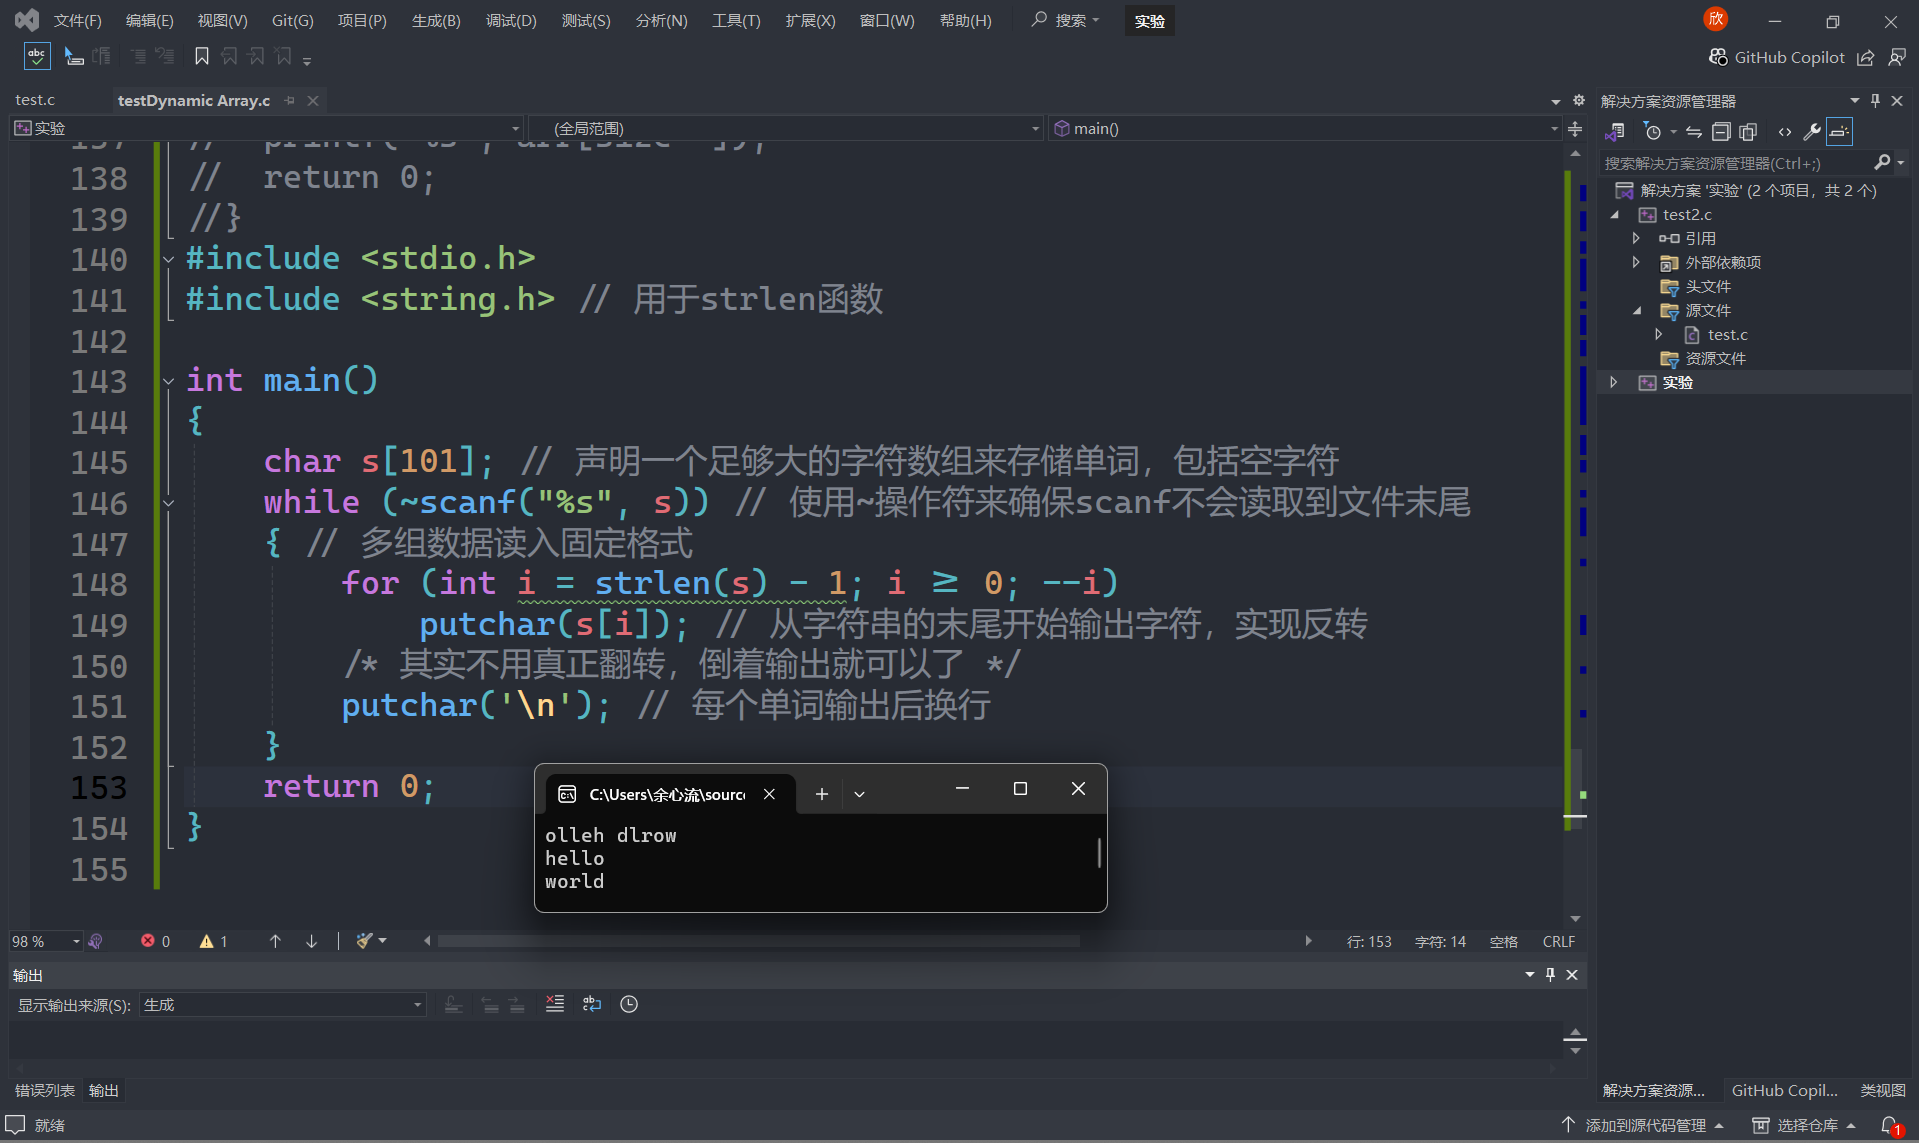 文件(F) 编辑(E) 视图(V) Git(G) 项目(P) 生成(B) 调试(D) 测试(S) 分析(N) 工具(T) 扩展(X) 窗口(W) 帮助(H) 搜索 实验 欣
abc GitHub Copilot
test.c testDynamic Array.c
实验 (全局范围) main()
138 // return 0;
139 //}
140 #include <stdio.h>
141 #include <string.h> // 用于strlen函数
142
143 int main()
144 {
145 char s[101]; // 声明一个足够大的字符数组来存储单词，包括空字符
146 while (~scanf("%s", s)) // 使用~操作符来确保scanf不会读取到文件末尾
147 { // 多组数据读入固定格式
148 for (int i = strlen(s) - 1; i ≥ 0; --i)
149 putchar(s[i]); // 从字符串的末尾开始输出字符，实现反转
150 /* 其实不用真正翻转，倒着输出就可以了 */
151 putchar('\n'); // 每个单词输出后换行
152 }
153 return 0;
154 }
155
C:\Users\余心流\sourc
olleh dlrow
hello
world
98 % 0 1 行: 153 字符: 14 空格 CRLF
输出
显示输出来源(S): 生成
错误列表 输出
就绪
解决方案资源管理器
搜索解决方案资源管理器(Ctrl+;)
解决方案 '实验' (2 个项目，共 2 个)
test2.c
引用
外部依赖项
头文件
源文件
test.c
资源文件
实验
解决方案资源... GitHub Copil... 类视图
添加到源代码管理 选择仓库 1